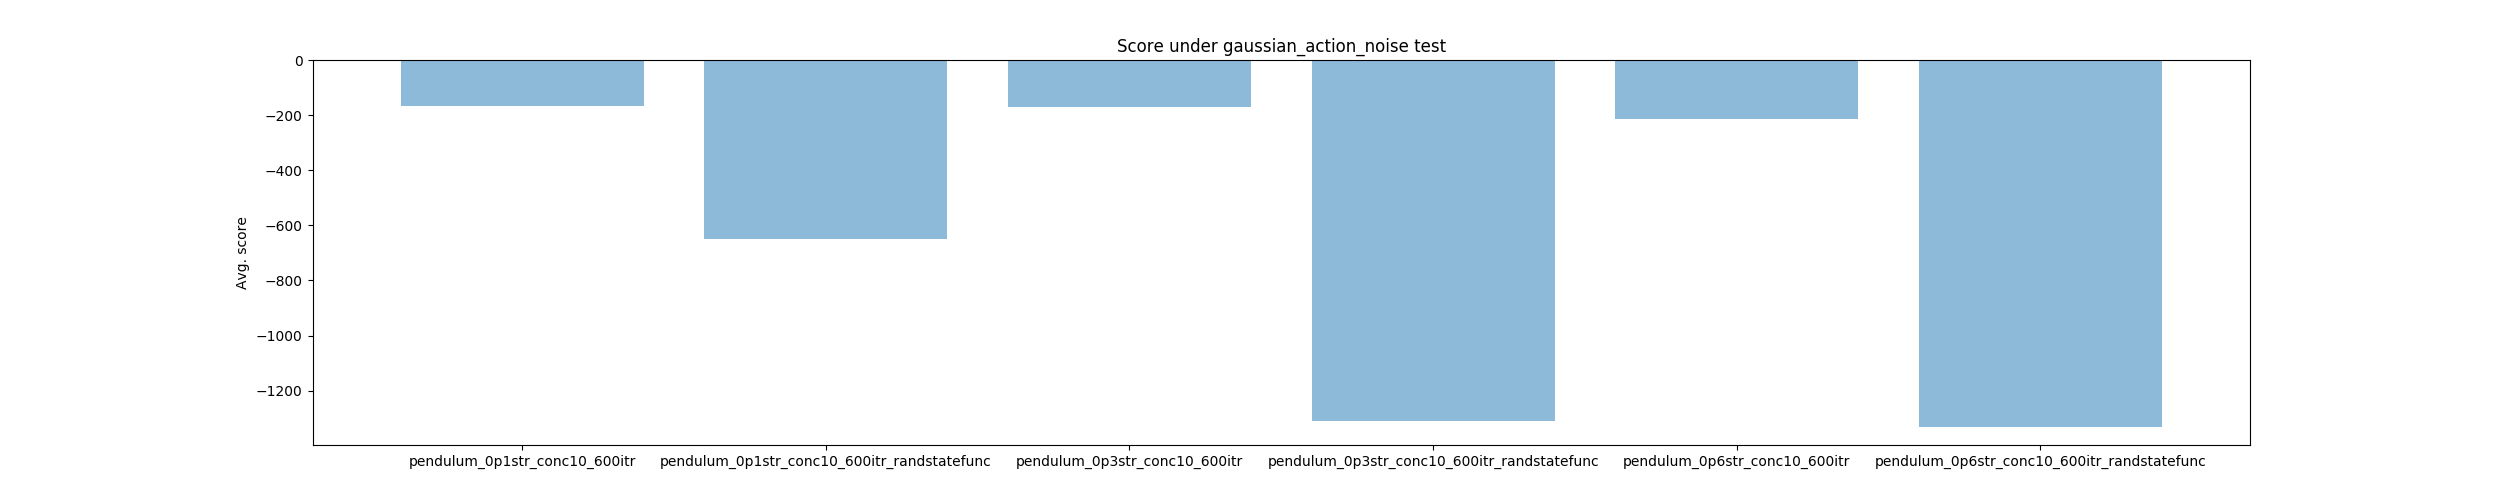 Score under gaussian_action_noise test
Avg. score
0
−200
−400
−600
−800
−1000
−1200
pendulum_0p1str_conc10_600itr
pendulum_0p1str_conc10_600itr_randstatefunc
pendulum_0p3str_conc10_600itr
pendulum_0p3str_conc10_600itr_randstatefunc
pendulum_0p6str_conc10_600itr
pendulum_0p6str_conc10_600itr_randstatefunc